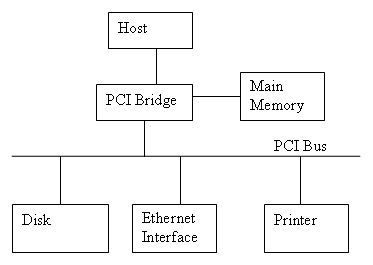 Host
PCI Bridge
Main
Memory
PCI Bus
Disk
Ethernet
Interface
Printer